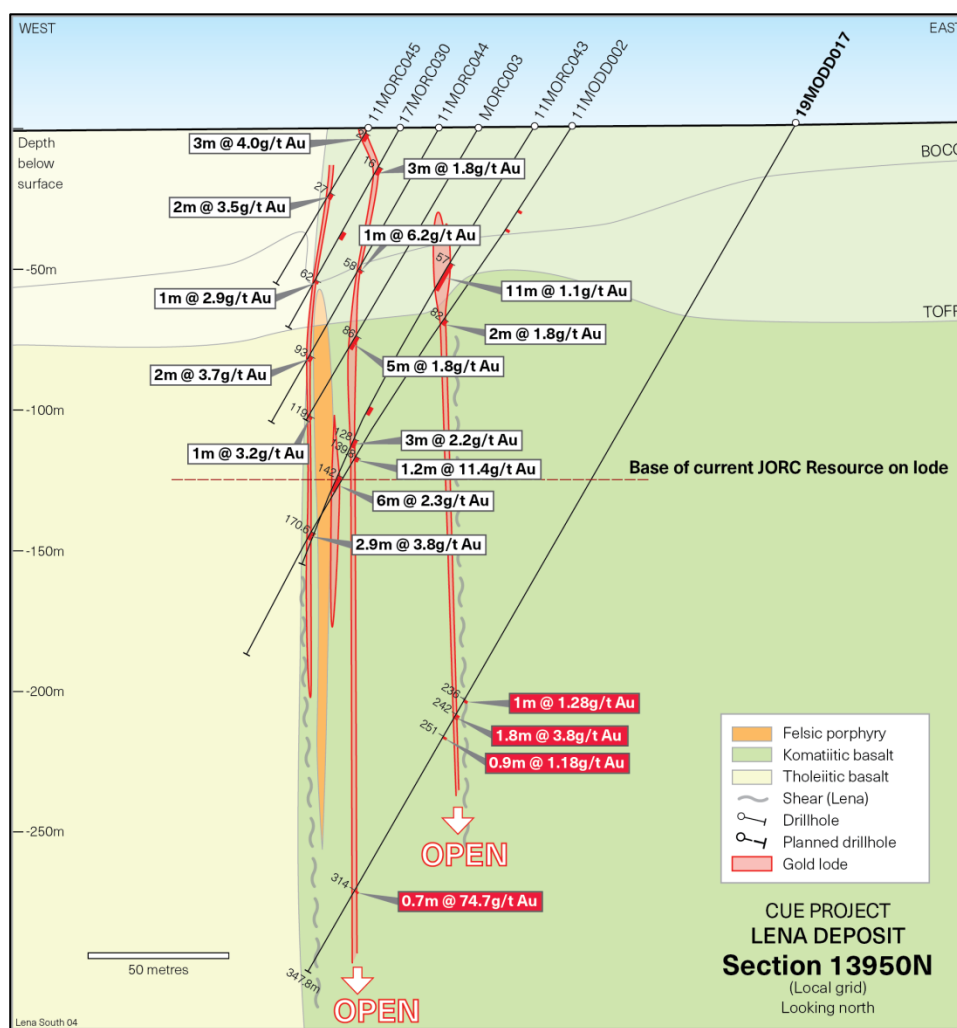 WEST
EAST
11MORC045
17MORC030
11MORC044
MORC003
11MORC043
11MODD002
19MODD017
Depth
below
surface
3m @ 4.0g/t Au
16
3m @ 1.8g/t Au
BOCO
27
2m @ 3.5g/t Au
1m @ 6.2g/t Au
-50m
62
58
57
1m @ 2.9g/t Au
11m @ 1.1g/t Au
TOFR
82
2m @ 1.8g/t Au
86
93
2m @ 3.7g/t Au
5m @ 1.8g/t Au
-100m
119
128
3m @ 2.2g/t Au
1m @ 3.2g/t Au
139.8
1.2m @ 11.4g/t Au
142
Base of current JORC Resource on lode
6m @ 2.3g/t Au
-150m
170.6
2.9m @ 3.8g/t Au
-200m
236
1m @ 1.28g/t Au
242
1.8m @ 3.8g/t Au
251
0.9m @ 1.18g/t Au
Felsic porphyry
Komatiitic basalt
Tholeiitic basalt
Shear (Lena)
Drillhole
Planned drillhole
Gold lode
-250m
OPEN
314
0.7m @ 74.7g/t Au
CUE PROJECT
LENA DEPOSIT
Section 13950N
(Local grid)
Looking north
50 metres
347.8m
OPEN
Lena South 04